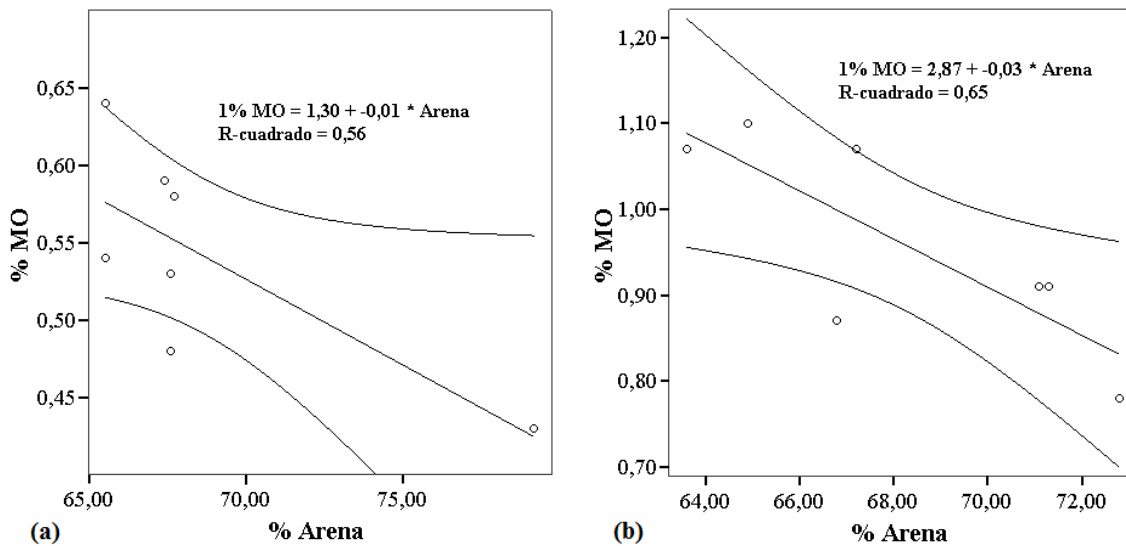 1% MO = 1,30 + -0,01 * Arena
R-cuadrado = 0,56
% MO
0,65
0,60
0,55
0,50
0,45
65,00 70,00 75,00
% Arena
(a)
1% MO = 2,87 + -0,03 * Arena
R-cuadrado = 0,65
% MO
1,20
1,10
1,00
0,90
0,80
0,70
64,00 66,00 68,00 70,00 72,00
% Arena
(b)